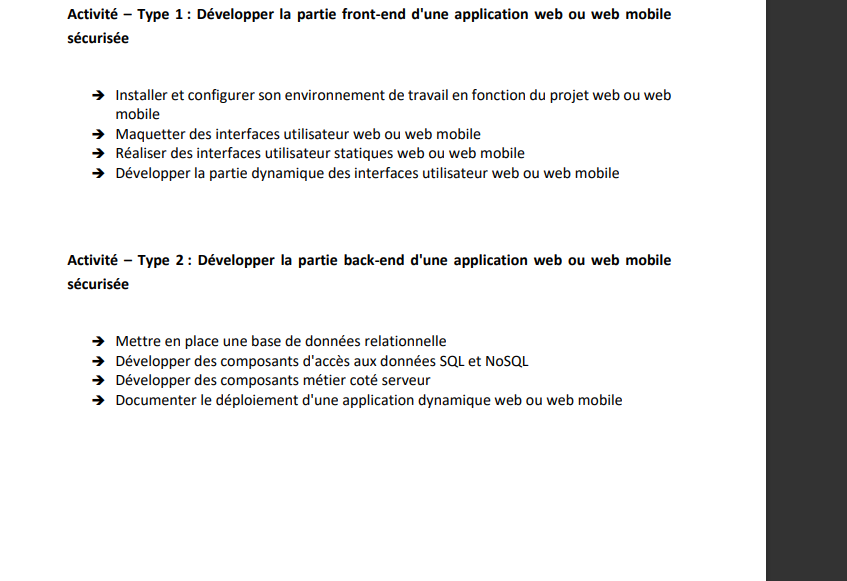 Activité – Type 1 : Développer la partie front-end d'une application web ou web mobile
sécurisée
➔ Installer et configurer son environnement de travail en fonction du projet web ou web
mobile
➔ Maquetter des interfaces utilisateur web ou web mobile
➔ Réaliser des interfaces utilisateur statiques web ou web mobile
➔ Développer la partie dynamique des interfaces utilisateur web ou web mobile
Activité – Type 2 : Développer la partie back-end d'une application web ou web mobile
sécurisée
➔ Mettre en place une base de données relationnelle
➔ Développer des composants d'accès aux données SQL et NoSQL
➔ Développer des composants métier coté serveur
➔ Documenter le déploiement d'une application dynamique web ou web mobile